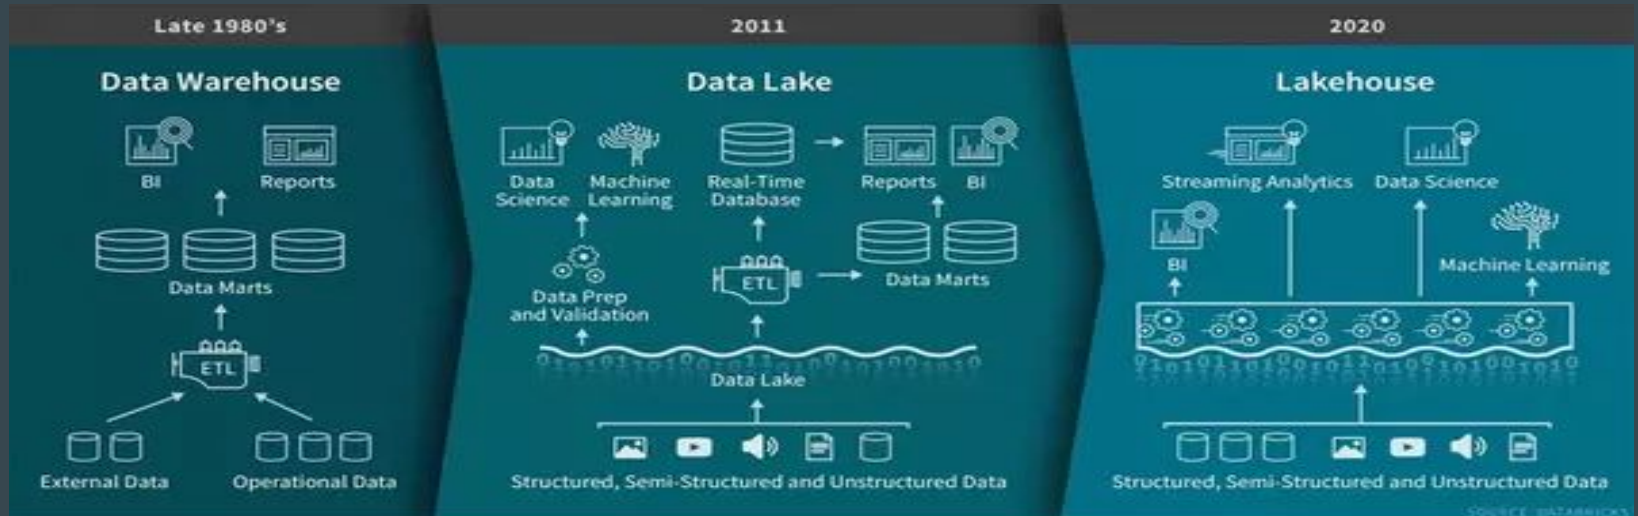 Late 1980's
Data Warehouse
BI
Reports
Data Marts
ETL
External Data
Operational Data
2011
Data Lake
Data
Science
Machine
Learning
Real-Time
Database
Reports
BI
Data Prep
and Validation
ETL
Data Marts
Data Lake
Structured, Semi-Structured and Unstructured Data
2020
Lakehouse
Streaming Analytics
Data Science
BI
Machine Learning
Structured, Semi-Structured and Unstructured Data
SOURCE: DATABRICKS